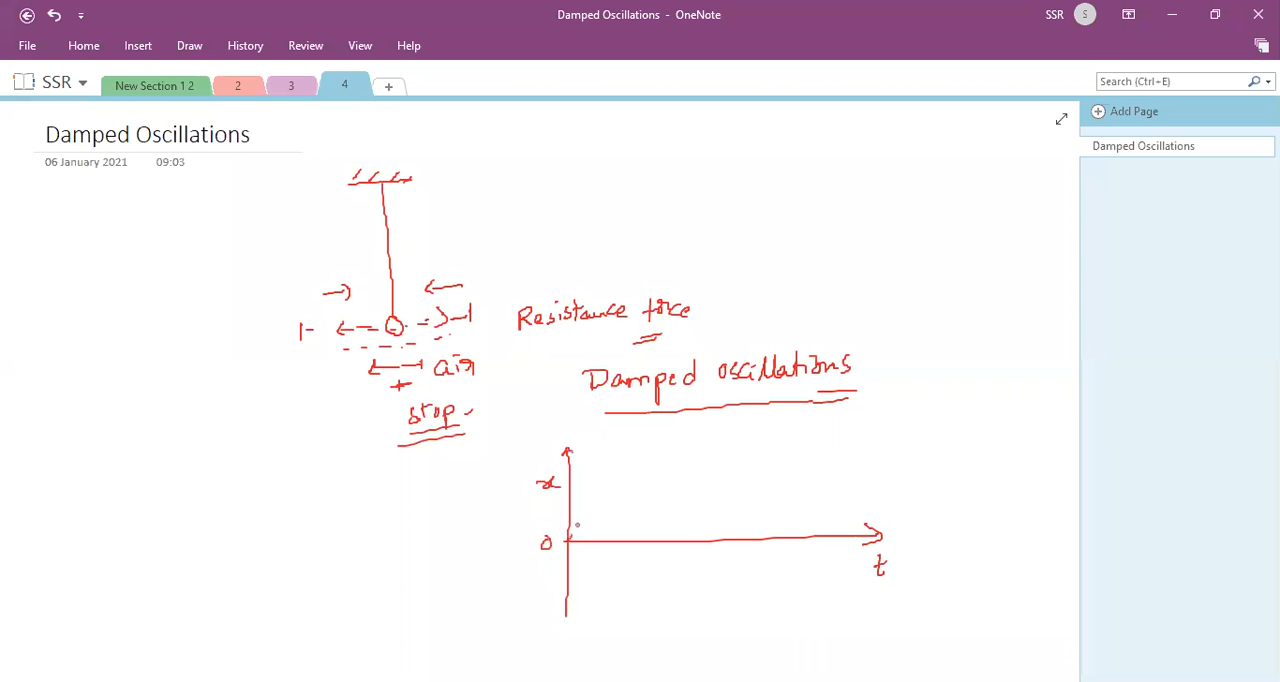 Damped Oscillations - OneNote
SSR S
File Home Insert Draw History Review View Help
SSR New Section 1 2 2 3 4 +
Search (Ctrl+E)
Add Page
Damped Oscillations
Damped Oscillations
06 January 2021 09:03
Resistance force
air
Damped oscillations
stop
x
0
t